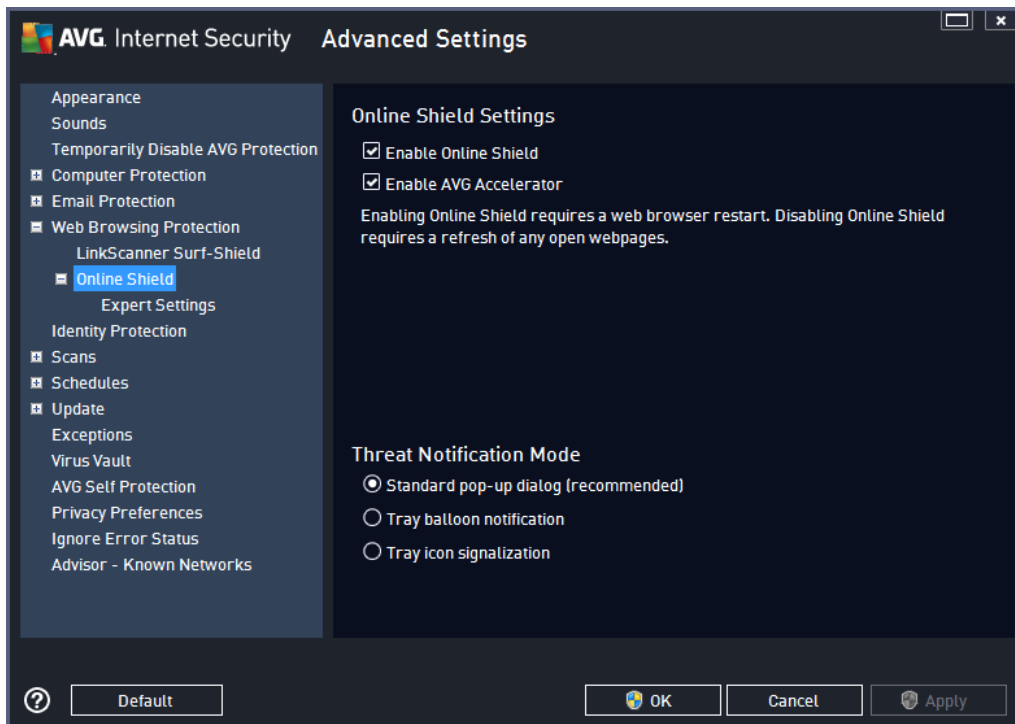 AVG. Internet Security Advanced Settings
Appearance
Sounds
Temporarily Disable AVG Protection
Computer Protection
Email Protection
Web Browsing Protection
LinkScanner Surf-Shield
Online Shield
Expert Settings
Identity Protection
Scans
Schedules
Update
Exceptions
Virus Vault
AVG Self Protection
Privacy Preferences
Ignore Error Status
Advisor - Known Networks
Online Shield Settings
Enable Online Shield
Enable AVG Accelerator
Enabling Online Shield requires a web browser restart. Disabling Online Shield
requires a refresh of any open webpages.
Threat Notification Mode
Standard pop-up dialog (recommended)
Tray balloon notification
Tray icon signalization
? Default OK Cancel Apply